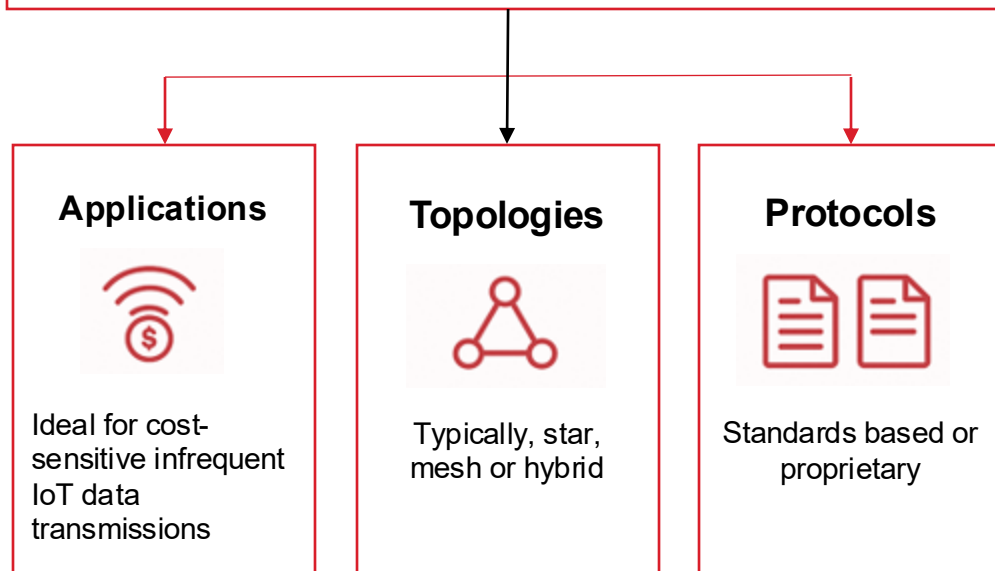 Applications
$
Ideal for cost-
sensitive infrequent
IoT data
transmissions
Topologies
Typically, star,
mesh or hybrid
Protocols
Standards based or
proprietary